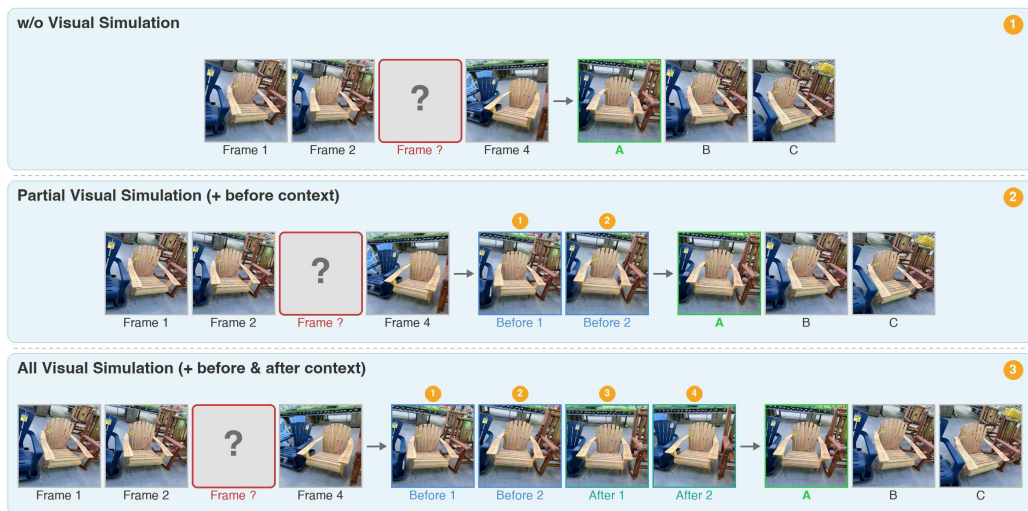 w/o Visual Simulation
1
?
Frame 1 Frame 2 Frame ? Frame 4 A B C
Partial Visual Simulation (+ before context)
2
1 2
?
Frame 1 Frame 2 Frame ? Frame 4 Before 1 Before 2 A B C
All Visual Simulation (+ before & after context)
3
1 2 3 4
?
Frame 1 Frame 2 Frame ? Frame 4 Before 1 Before 2 After 1 After 2 A B C